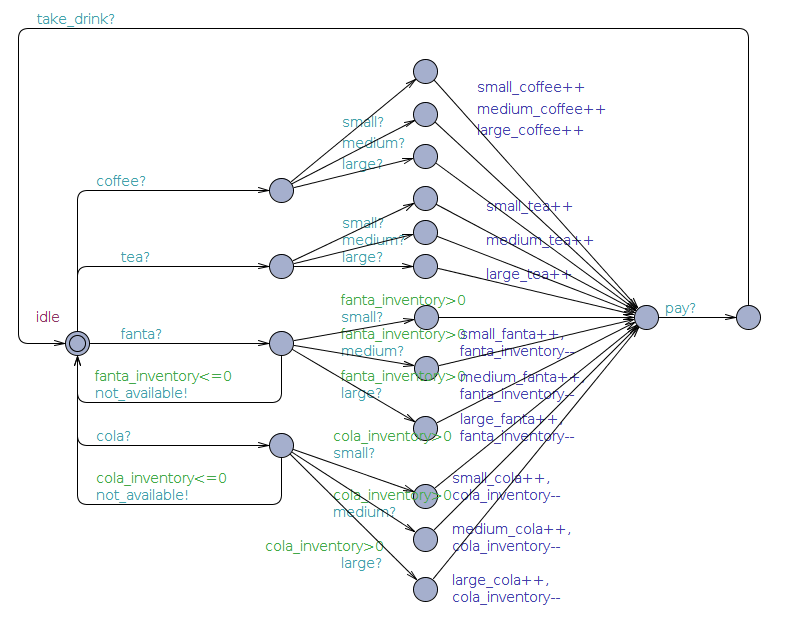 take_drink?
small_coffee++
medium_coffee++
small?
large_coffee++
medium?
large?
coffee?
small_tea++
small?
medium?
medium_tea++
tea?
large?
large_tea++
fanta_inventory>0
pay?
idle
small?
fanta?
fanta_inventory>0
small_fanta++,
medium?
fanta_inventory--
fanta_inventory<=0
fanta_inventory>0
medium_fanta++,
not_available!
large?
fanta_inventory--
large_fanta++,
cola?
cola_inventory>0
fanta_inventory--
small?
cola_inventory<=0
small_cola++,
not_available!
cola_inventory>0
cola_inventory--
medium?
medium_cola++,
cola_inventory>0
cola_inventory--
large?
large_cola++,
cola_inventory--